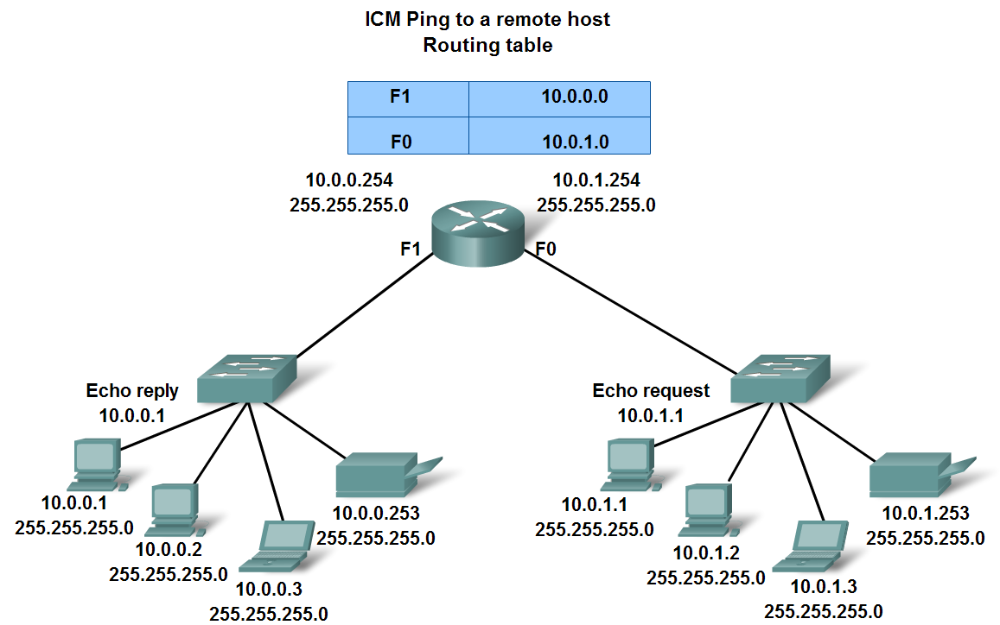 ICM Ping to a remote host
Routing table
F1 10.0.0.0
F0 10.0.1.0
10.0.0.254
255.255.255.0
10.0.1.254
255.255.255.0
F1
F0
Echo reply
10.0.0.1
Echo request
10.0.1.1
10.0.0.1
255.255.255.0
10.0.0.2
255.255.255.0
10.0.0.3
255.255.255.0
10.0.0.253
255.255.255.0
10.0.1.1
255.255.255.0
10.0.1.2
255.255.255.0
10.0.1.3
255.255.255.0
10.0.1.253
255.255.255.0